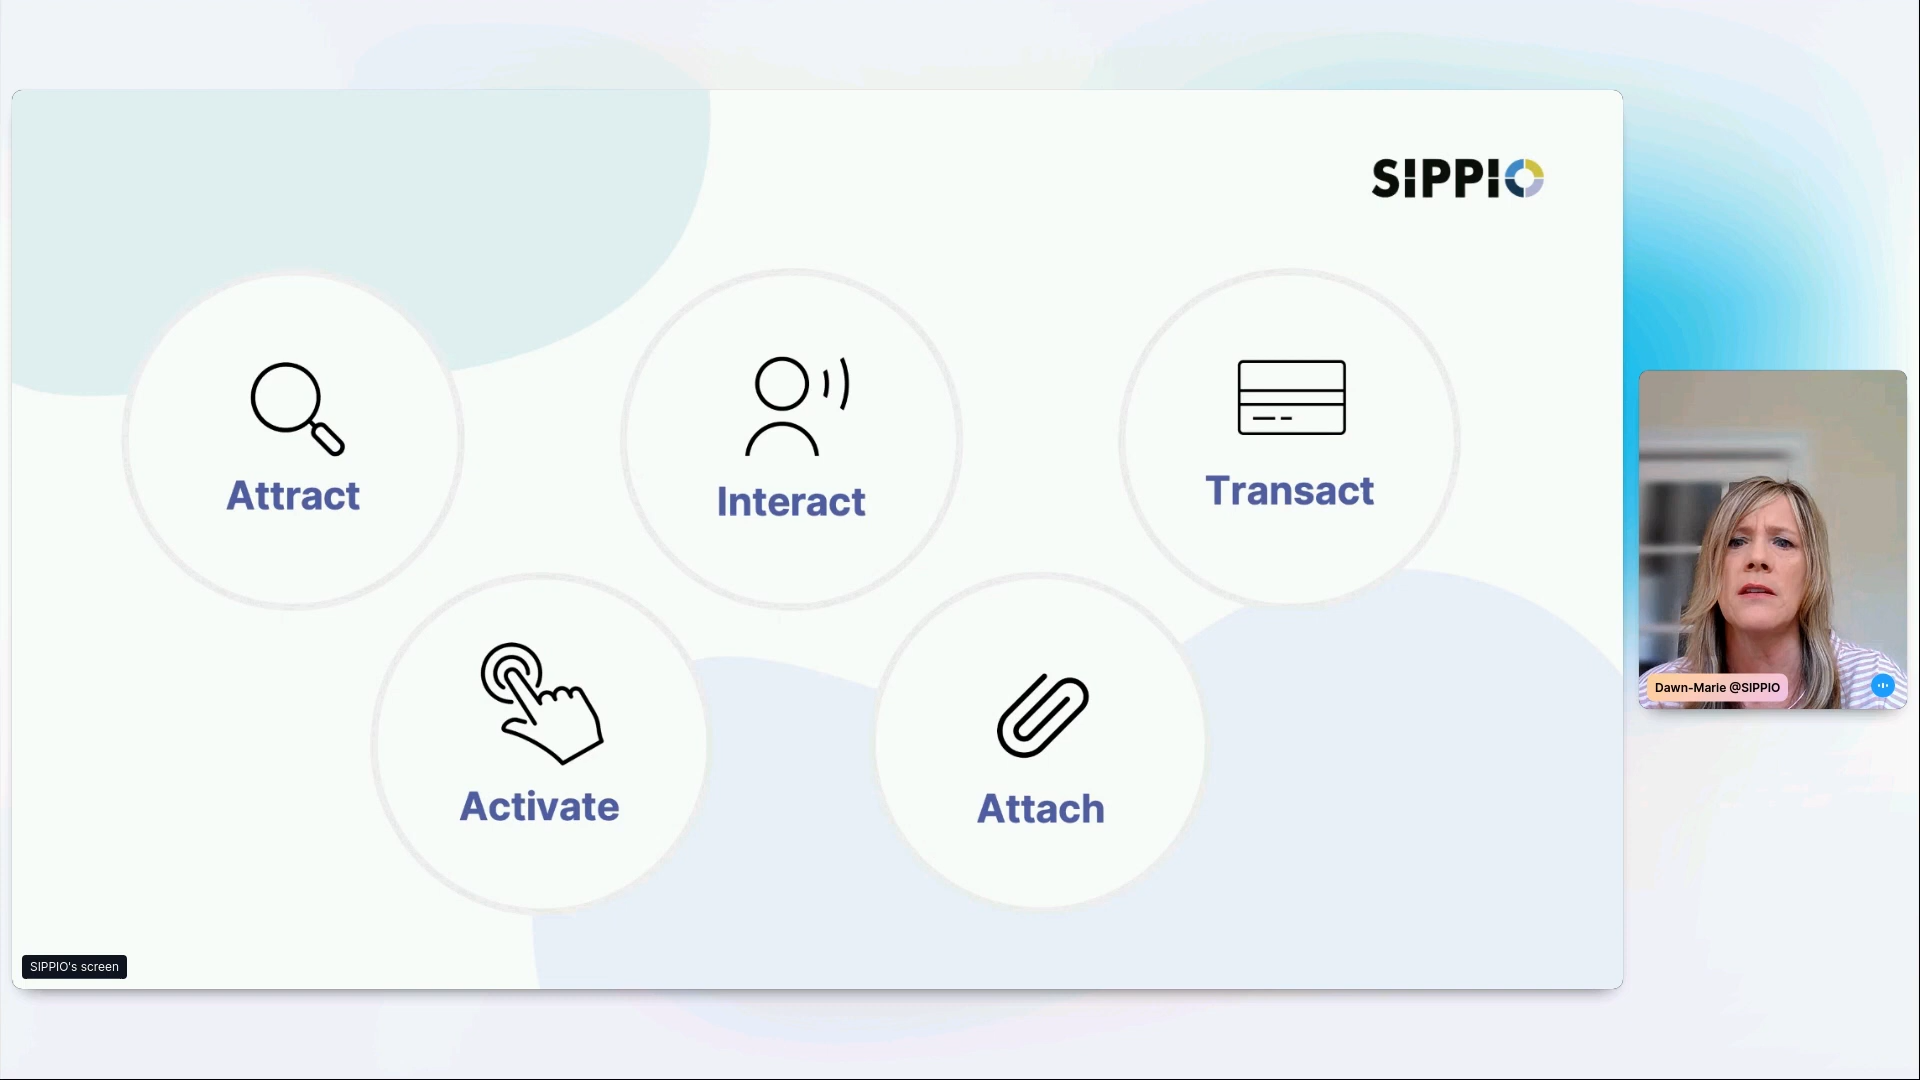 SIPPIO
Attract
Interact
Transact
Activate
Attach
Dawn-Marie @SIPPIO
SIPPIO's screen